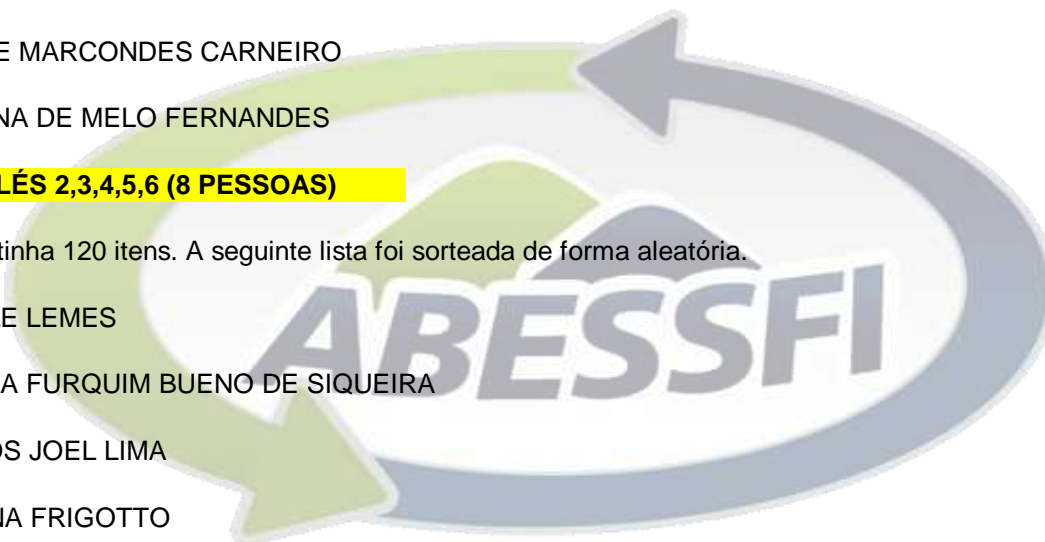 E MARCONDES CARNEIRO
NA DE MELO FERNANDES
LÉS 2,3,4,5,6 (8 PESSOAS)
tinha 120 itens. A seguinte lista foi sorteada de forma aleatória.
E LEMES
A FURQUIM BUENO DE SIQUEIRA
ABESSFI
OS JOEL LIMA
NA FRIGOTTO